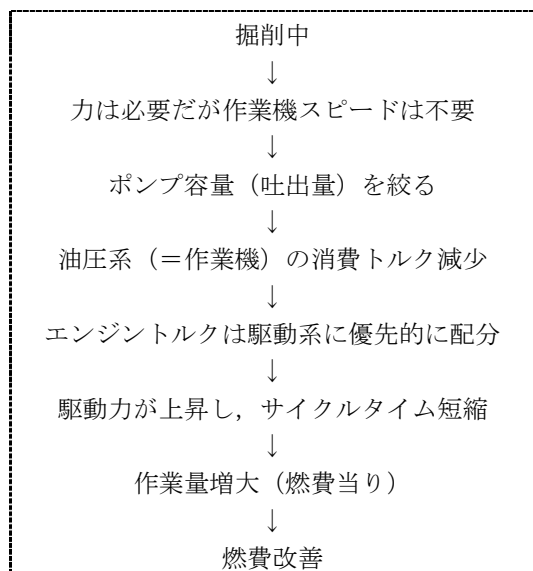 掘削中
↓
力は必要だが作業機スピードは不要
↓
ポンプ容量（吐出量）を絞る
↓
油圧系（＝作業機）の消費トルク減少
↓
エンジントルクは駆動系に優先的に配分
↓
駆動力が上昇し，サイクルタイム短縮
↓
作業量増大（燃費当り）
↓
燃費改善